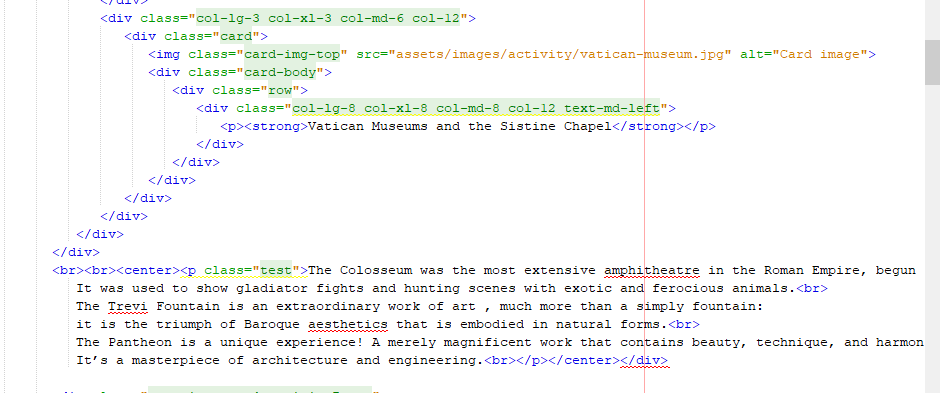 </div>
<div class="col-lg-3 col-xl-3 col-md-6 col-12">
<div class="card">
<img class="card-img-top" src="assets/images/activity/vatican-museum.jpg" alt="Card image">
<div class="card-body">
<div class="row">
<div class="col-lg-8 col-xl-8 col-md-8 col-12 text-md-left">
<p><strong>Vatican Museums and the Sistine Chapel</strong></p>
</div>
</div>
</div>
</div>
</div>
</div>
</div>
<br><br><center><p class="test">The Colosseum was the most extensive amphitheatre in the Roman Empire, begun
It was used to show gladiator fights and hunting scenes with exotic and ferocious animals.<br>
The Trevi Fountain is an extraordinary work of art , much more than a simply fountain:
it is the triumph of Baroque aesthetics that is embodied in natural forms.<br>
The Pantheon is a unique experience! A merely magnificent work that contains beauty, technique, and harmon
It’s a masterpiece of architecture and engineering.<br></p></center></div>